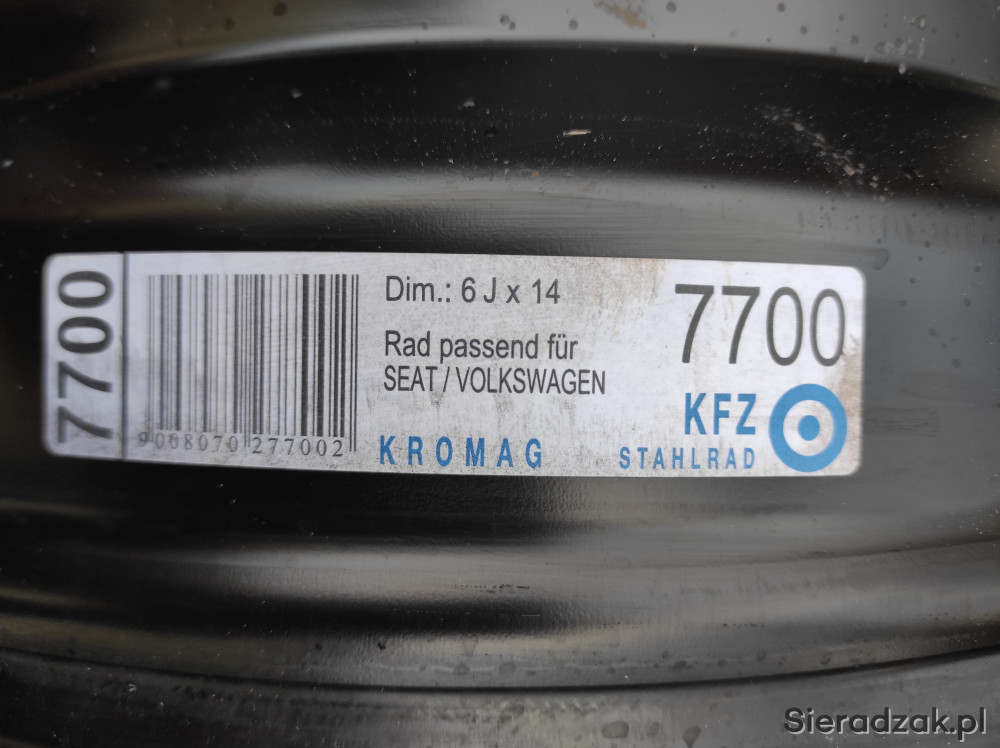 7700
9008070 277002
Dim.: 6 J x 14
Rad passend für
SEAT / VOLKSWAGEN
KROMAG
7700
KFZ
STAHLRAD
Sieradzak.pl